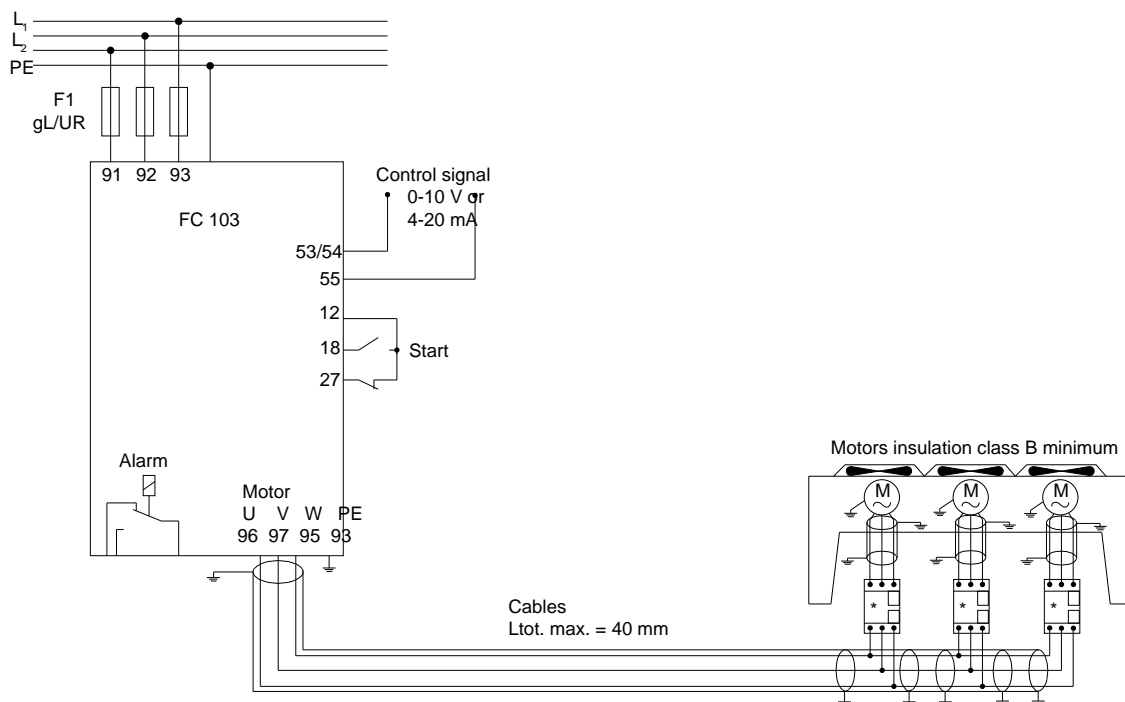 L1
L2
PE
F1
gL/UR
91 92 93
FC 103
Control signal
0-10 V or
4-20 mA
53/54
55
12
18
Start
27
Alarm
Motor
U V W PE
96 97 95 93
Cables
Ltot. max. = 40 mm
Motors insulation class B minimum
M M M
* * *